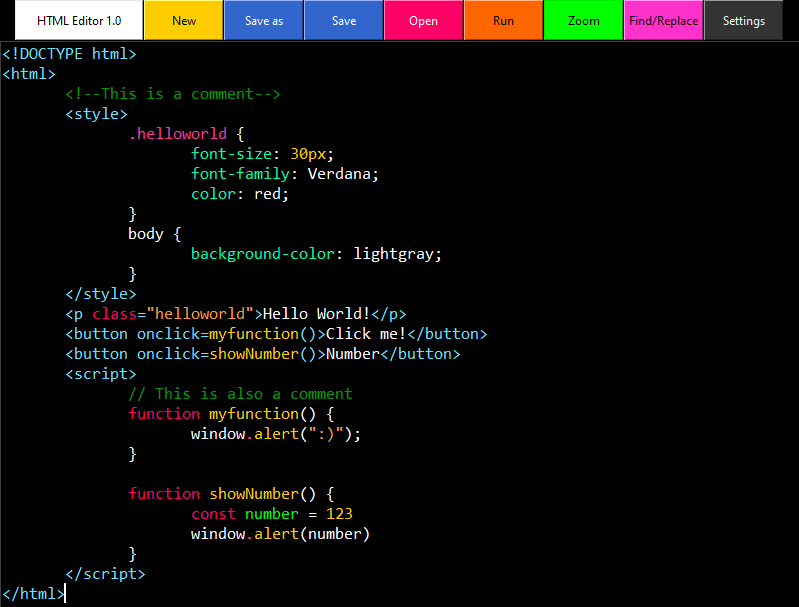 HTML Editor 1.0 New Save as Save Open Run Zoom Find/Replace Settings
<!DOCTYPE html>
<html>
<!--This is a comment-->
<style>
.helloworld {
font-size: 30px;
font-family: Verdana;
color: red;
}
body {
background-color: lightgray;
}
</style>
<p class="helloworld">Hello World!</p>
<button onclick=myfunction()>Click me!</button>
<button onclick=showNumber()>Number</button>
<script>
// This is also a comment
function myfunction() {
window.alert(":)");
}
function showNumber() {
const number = 123
window.alert(number)
}
</script>
</html>